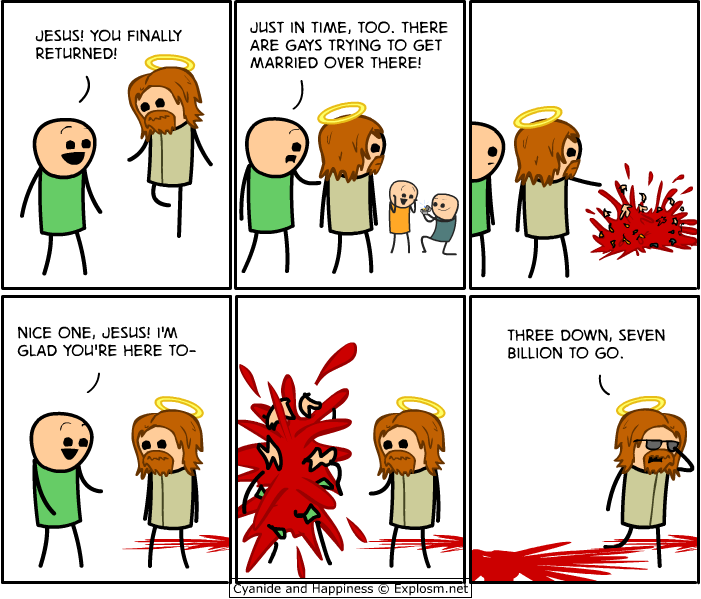 JESUS! YOU FINALLY
RETURNED!
JUST IN TIME, TOO. THERE
ARE GAYS TRYING TO GET
MARRIED OVER THERE!
NICE ONE, JESUS! I'M
GLAD YOU'RE HERE TO-
THREE DOWN, SEVEN
BILLION TO GO.
Cyanide and Happiness © Explosm.net